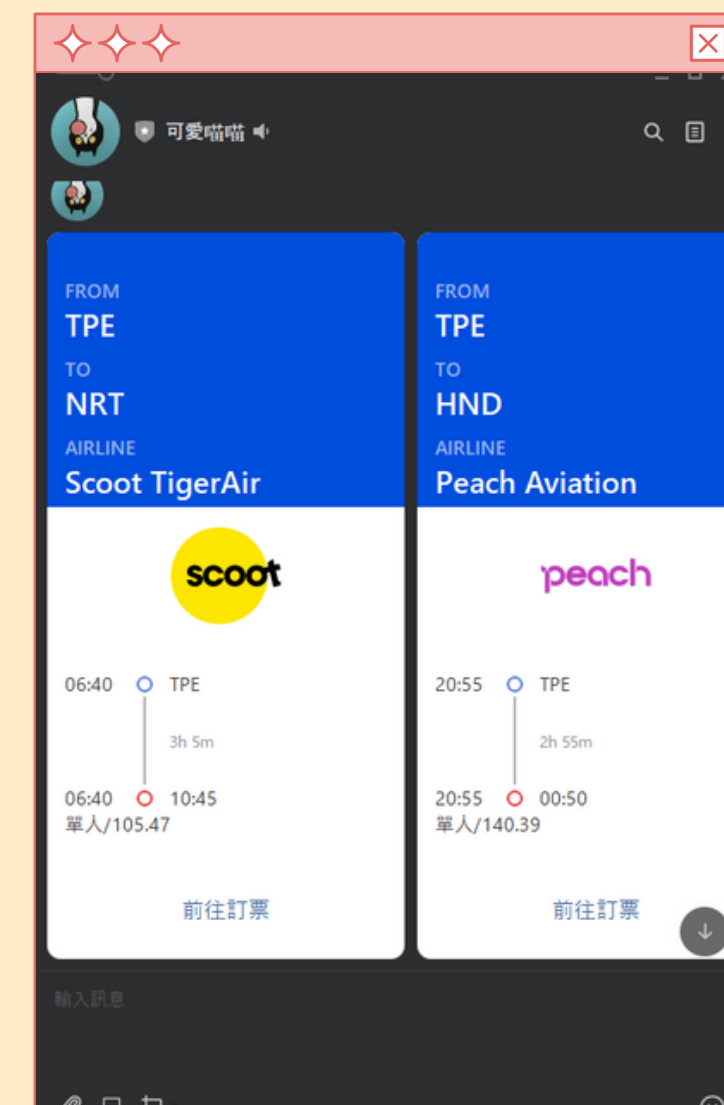 可愛喵喵
FROM
TPE
TO
NRT
AIRLINE
Scoot TigerAir
scoot
06:40 TPE
3h 5m
06:40 10:45
單人/105.47
前往訂票
FROM
TPE
TO
HND
AIRLINE
Peach Aviation
peach
20:55 TPE
2h 55m
20:55 00:50
單人/140.39
前往訂票
輸入訊息